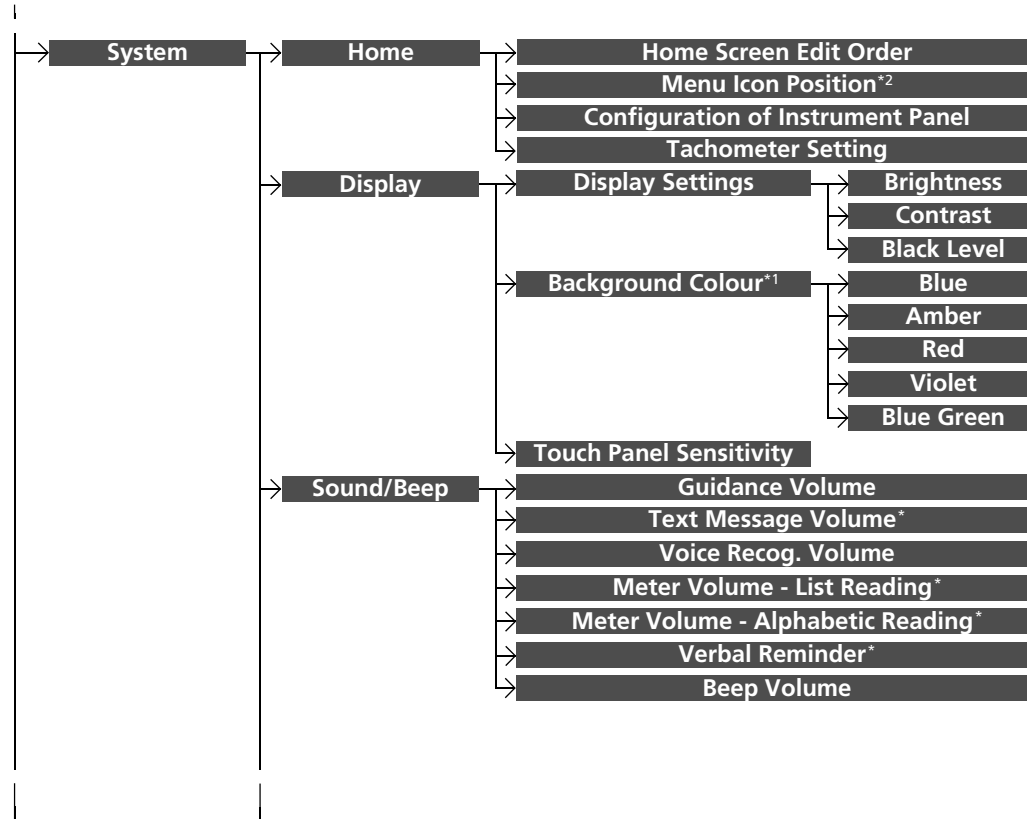 System
Home
Home Screen Edit Order
Menu Icon Position*2
Configuration of Instrument Panel
Tachometer Setting
Display
Display Settings
Brightness
Contrast
Black Level
Background Colour*1
Blue
Amber
Red
Violet
Blue Green
Touch Panel Sensitivity
Sound/Beep
Guidance Volume
Text Message Volume*
Voice Recog. Volume
Meter Volume - List Reading*
Meter Volume - Alphabetic Reading*
Verbal Reminder*
Beep Volume